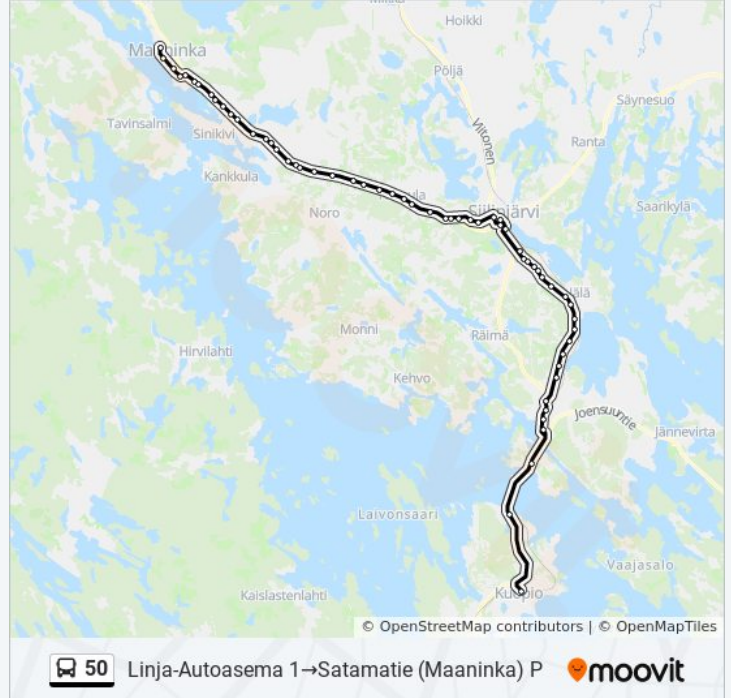 Hoikki
Maaninka
Pöljä
Säynesuo
Viitonen
Tavinsalmi
Sinikivi
Ranta
Kankkula
Noro
Siilinjärvi
Saarikylä
Monni
Räimä
Hirvilahti
Kehvo
Joensuuntie
Jännevirta
Laivonsaari
Vaajasalo
Kaislastenlahti
Kuopio
© OpenStreetMap contributors | © OpenMapTiles
50 Linja-Autoasema 1→Satamatie (Maaninka) P moovit